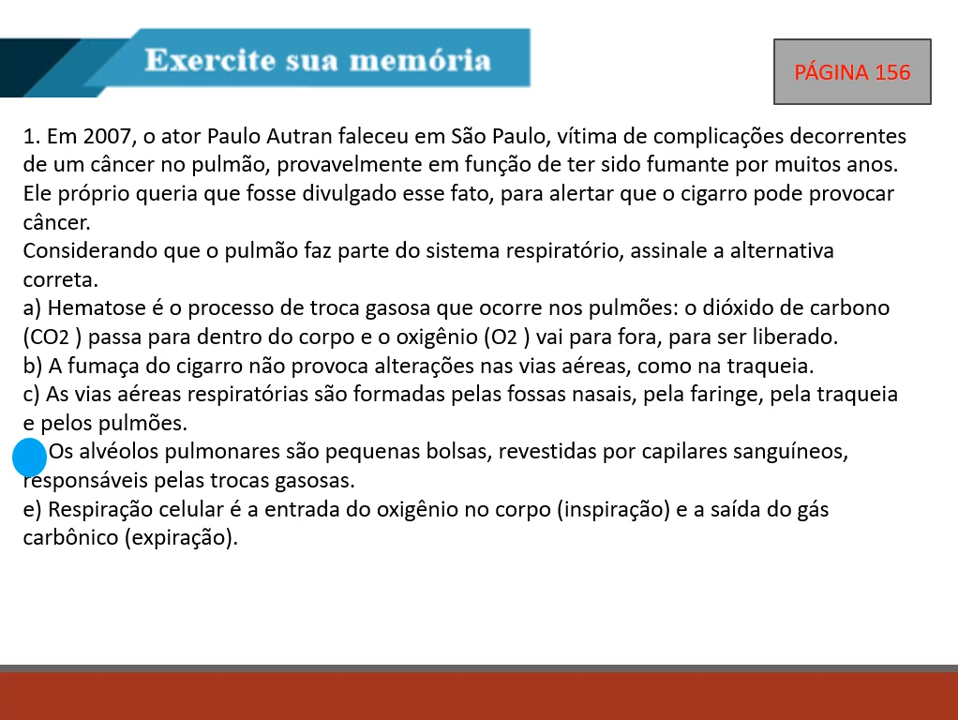 Exercite sua memória
PÁGINA 156
1. Em 2007, o ator Paulo Autran faleceu em São Paulo, vítima de complicações decorrentes
de um câncer no pulmão, provavelmente em função de ter sido fumante por muitos anos.
Ele próprio queria que fosse divulgado esse fato, para alertar que o cigarro pode provocar
câncer.
Considerando que o pulmão faz parte do sistema respiratório, assinale a alternativa
correta.
a) Hematose é o processo de troca gasosa que ocorre nos pulmões: o dióxido de carbono
(CO2 ) passa para dentro do corpo e o oxigênio (O2 ) vai para fora, para ser liberado.
b) A fumaça do cigarro não provoca alterações nas vias aéreas, como na traqueia.
c) As vias aéreas respiratórias são formadas pelas fossas nasais, pela faringe, pela traqueia
e pelos pulmões.
Os alvéolos pulmonares são pequenas bolsas, revestidas por capilares sanguíneos,
responsáveis pelas trocas gasosas.
e) Respiração celular é a entrada do oxigênio no corpo (inspiração) e a saída do gás
carbônico (expiração).